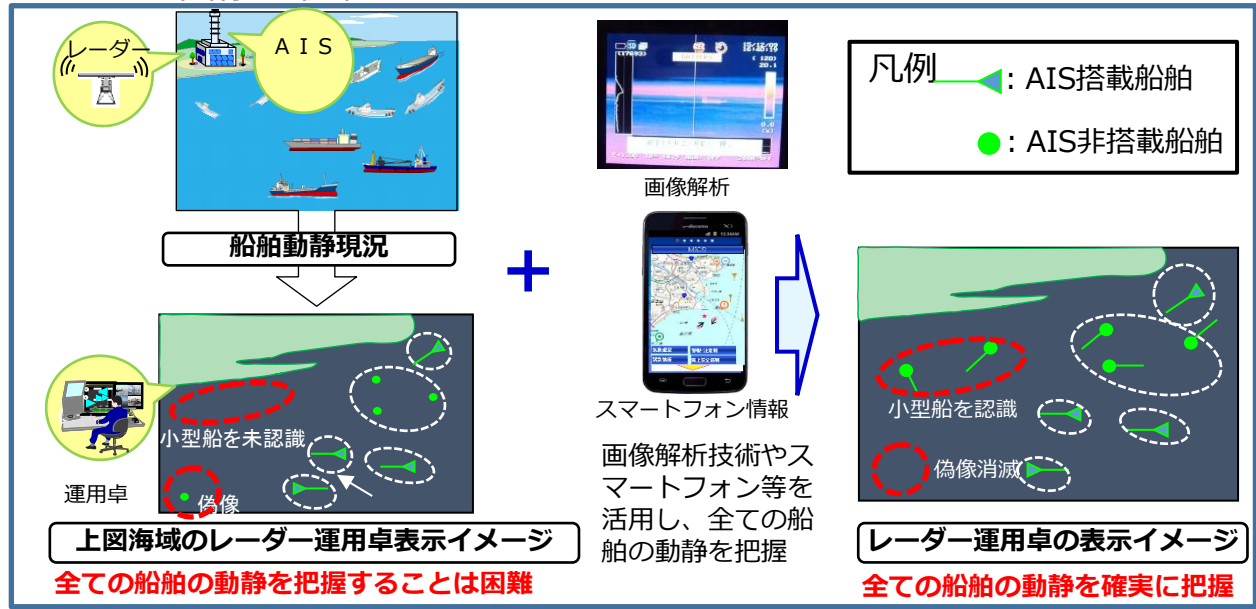 レーダー
ＡＩＳ
船舶動静現況
運用卓
小型船を未認識
偽像
上図海域のレーダー運用卓表示イメージ
全ての船舶の動静を把握することは困難
+
画像解析
スマートフォン情報
画像解析技術やス
マートフォン等を
活用し、全ての船
舶の動静を把握
凡例
: AIS搭載船舶
: AIS非搭載船舶
小型船を認識
偽像消滅
レーダー運用卓の表示イメージ
全ての船舶の動静を確実に把握